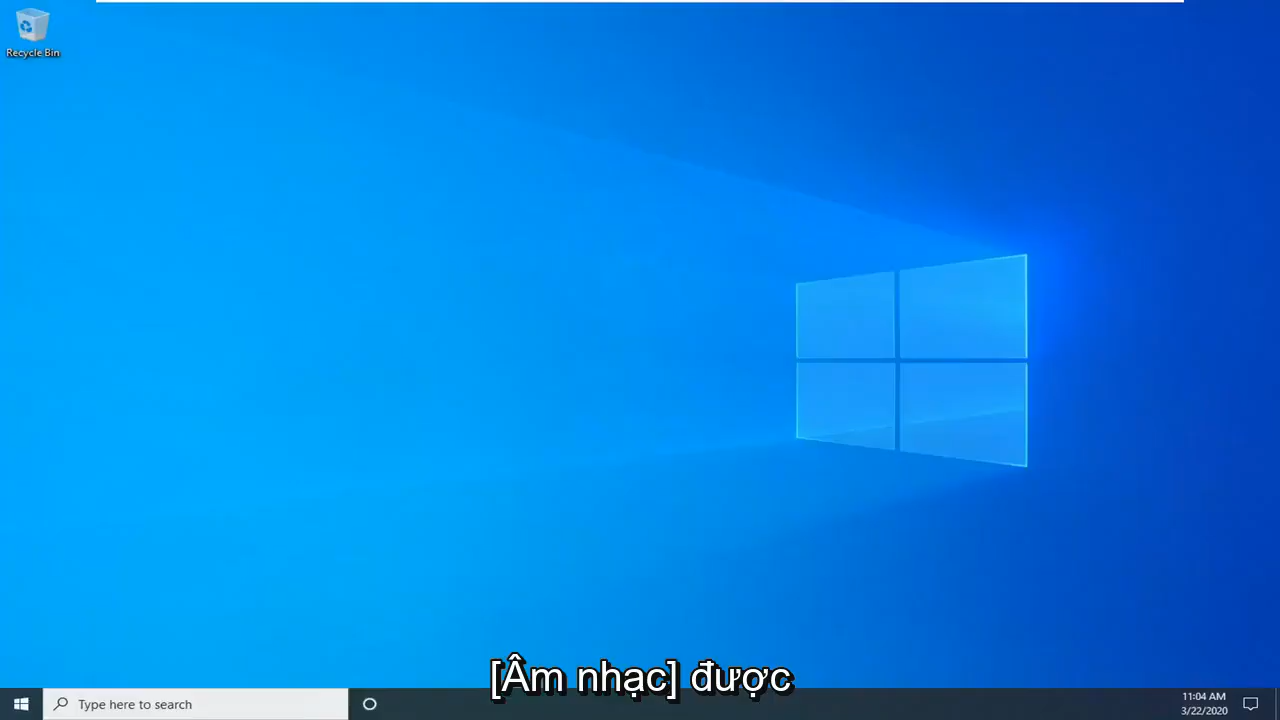 Recycle Bin
[Âm nhạc] được
Type here to search
11:04 AM
3/22/2020